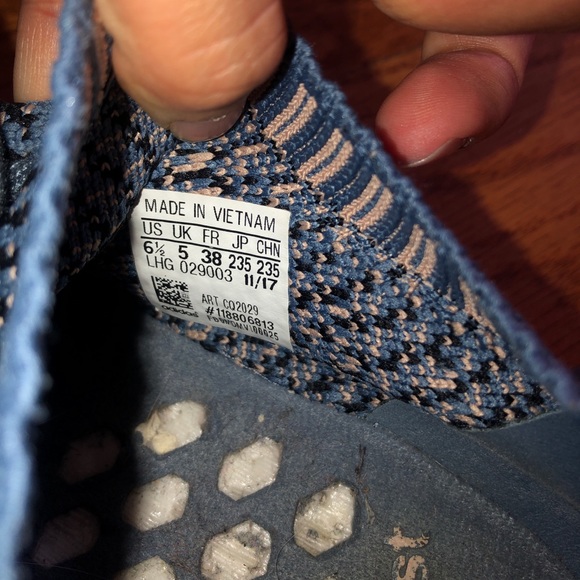 MADE IN VIETNAM
US UK FR JP CHN
6½ 5 38 235 235
LHG 029003 11/17
ART. CQ2029
#118806813
adidas